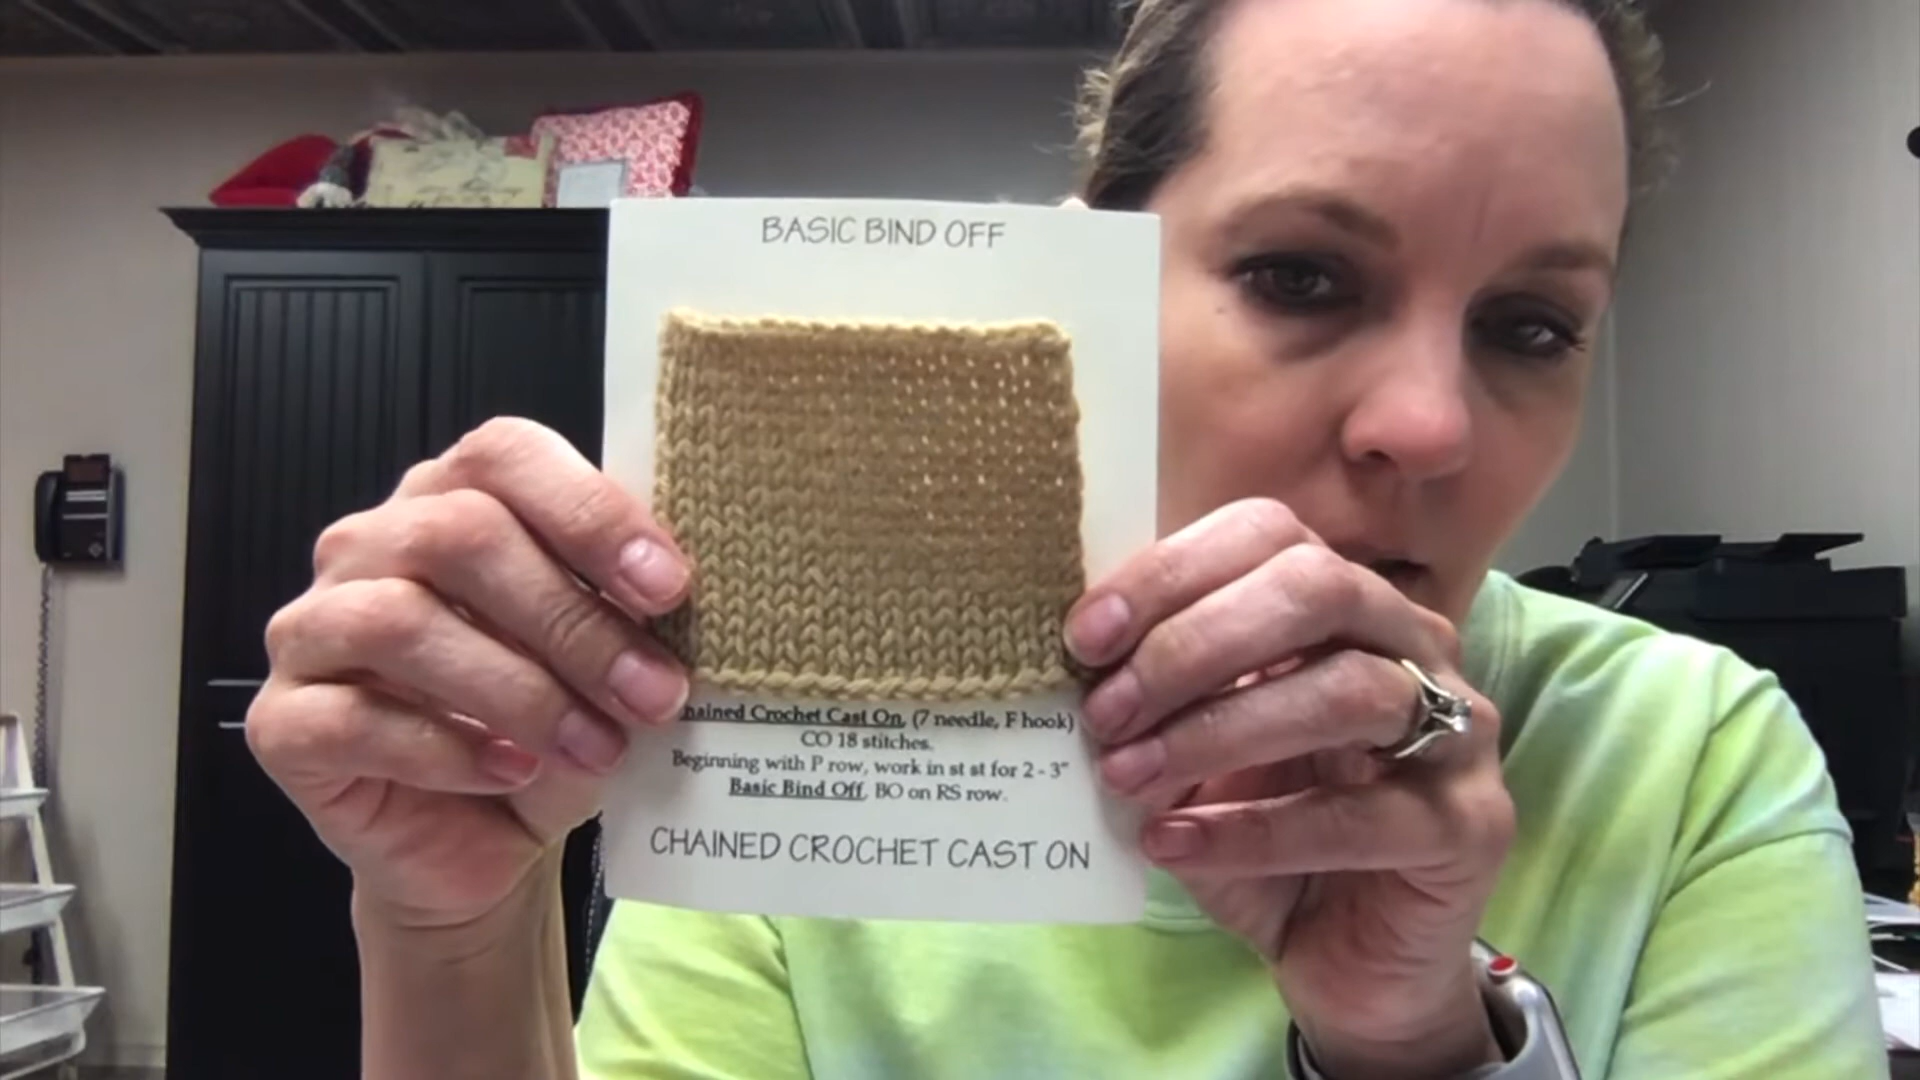 BASIC BIND OFF
hained Crochet Cast On, (7 needle, F hook)
CO 18 stitches.
Beginning with P row, work in st st for 2 - 3"
Basic Bind Off, BO on RS row.
CHAINED CROCHET CAST ON